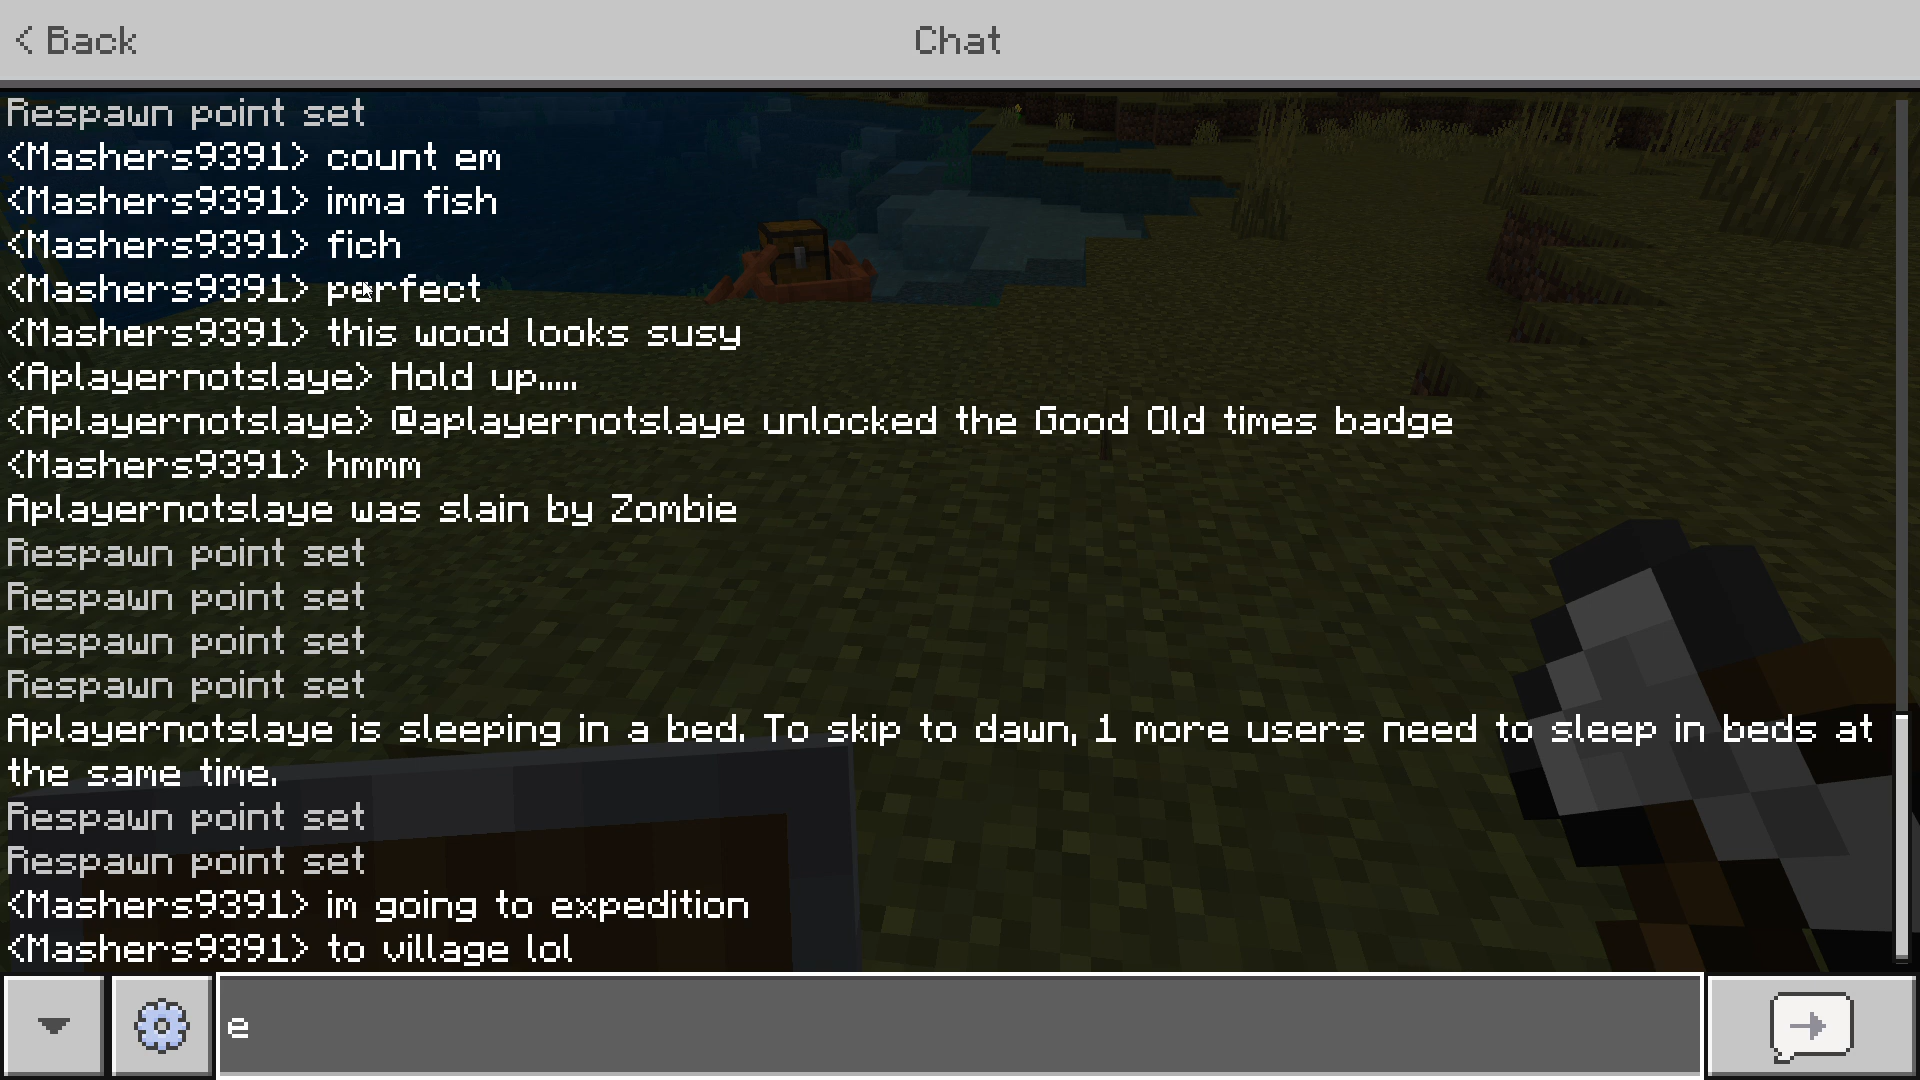 < Back
Chat
Respawn point set
<Mashers9391> count em
<Mashers9391> imma fish
<Mashers9391> fich
<Mashers9391> perfect
<Mashers9391> this wood looks susy
<Aplayernotslaye> Hold up.....
<Aplayernotslaye> @aplayernotslaye unlocked the Good Old times badge
<Mashers9391> hmmm
Aplayernotslaye was slain by Zombie
Respawn point set
Respawn point set
Respawn point set
Respawn point set
Aplayernotslaye is sleeping in a bed. To skip to dawn, 1 more users need to sleep in beds at
the same time.
Respawn point set
Respawn point set
<Mashers9391> im going to expedition
<Mashers9391> to village lol
e